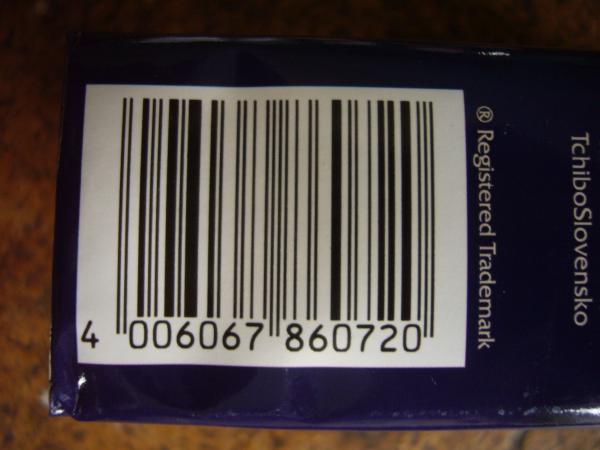 4 006067 860720
® Registered Trademark
TchiboSlovensko